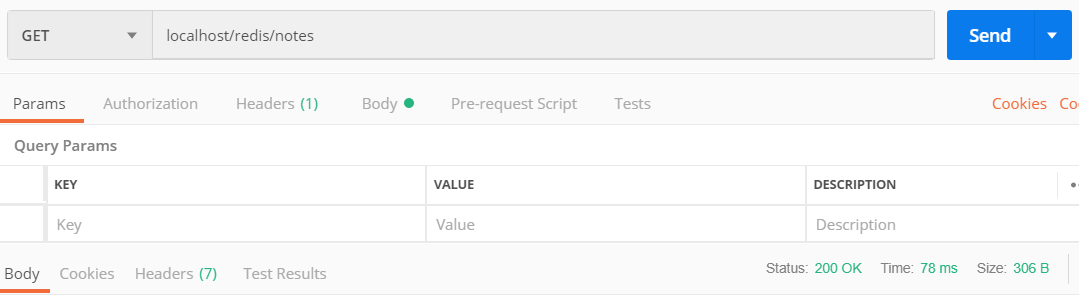 GET localhost/redis/notes Send
Params Authorization Headers (1) Body Pre-request Script Tests Cookies
Query Params
KEY VALUE DESCRIPTION
Key Value Description
Body Cookies Headers (7) Test Results Status: 200 OK Time: 78 ms Size: 306 B